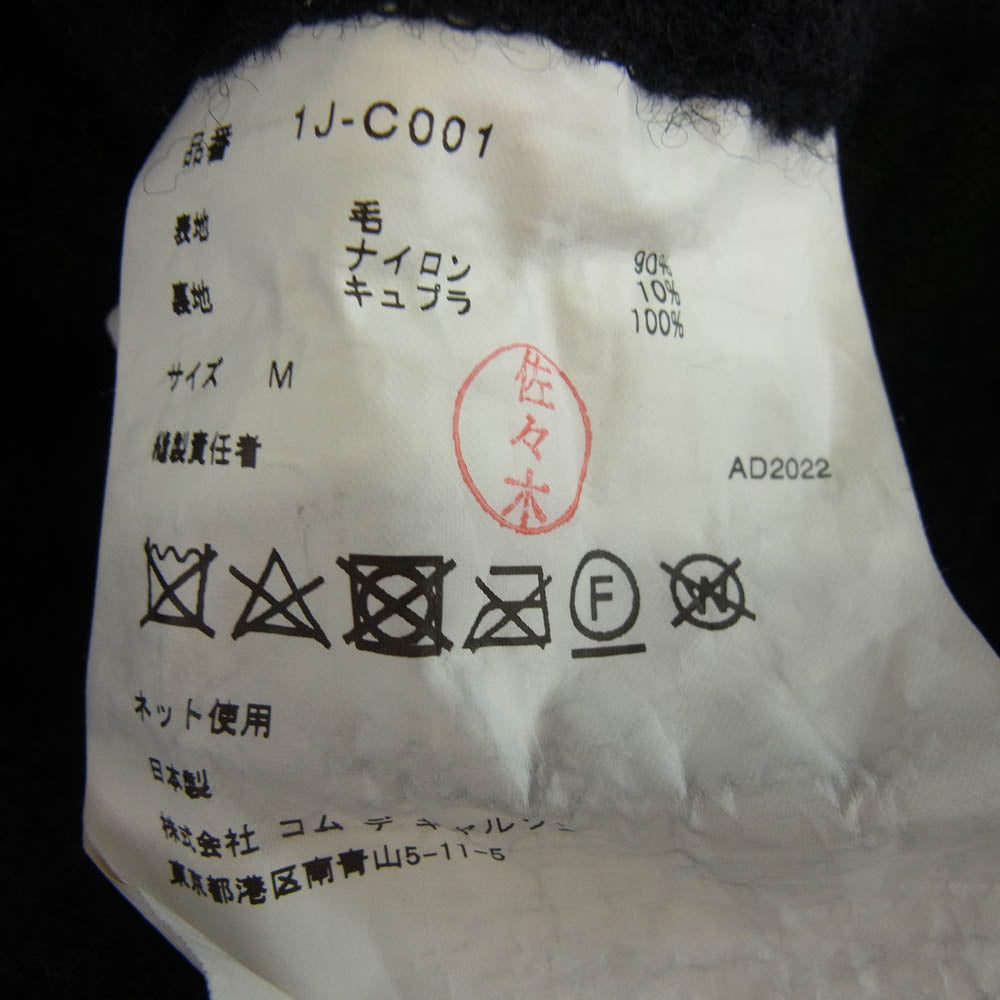 品番 1J-C001
表地 毛 90%
ナイロン 10%
裏地 キュプラ 100%
サイズ M
縫製責任者 佐々木
AD2022
F
W
ネット使用
日本製
株式会社 コム デ ギャルソン
東京都港区南青山5-11-5